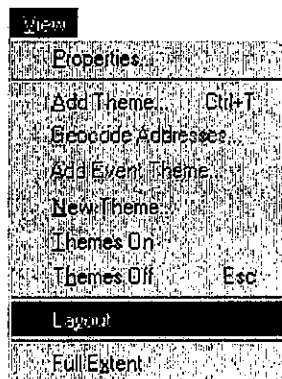 View
Properties...
Add Theme... Ctrl+T
Geocode Addresses...
Add Event Theme...
New Theme...
Themes On
Themes Off Esc
Layout
Full Extent